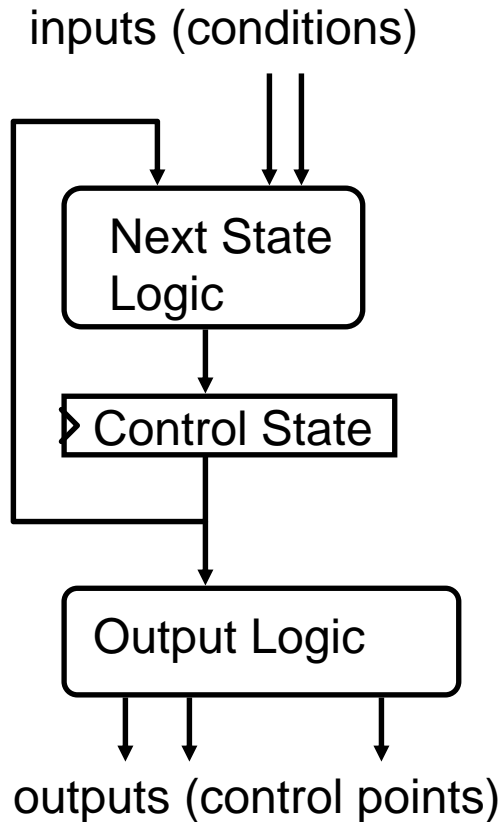 inputs (conditions)
Next State
Logic
Control State
Output Logic
outputs (control points)